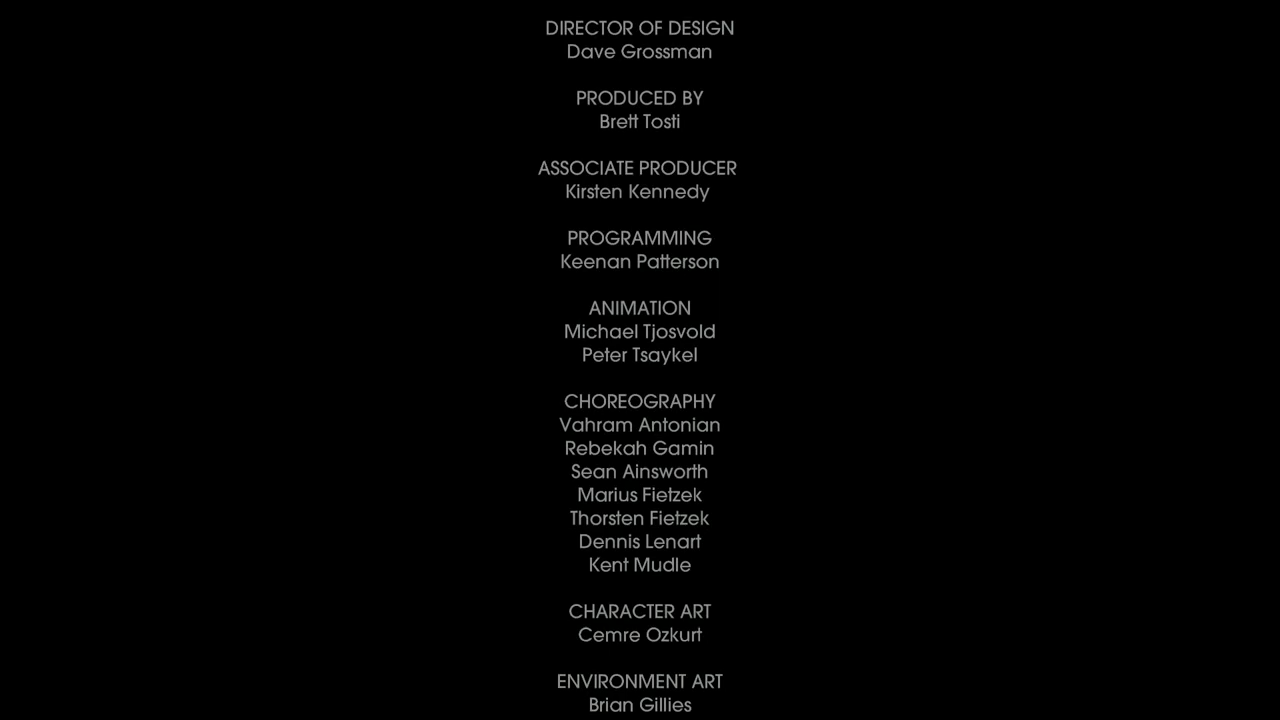 DIRECTOR OF DESIGN
Dave Grossman
PRODUCED BY
Brett Tosti
ASSOCIATE PRODUCER
Kirsten Kennedy
PROGRAMMING
Keenan Patterson
ANIMATION
Michael Tjosvold
Peter Tsaykel
CHOREOGRAPHY
Vahram Antonian
Rebekah Gamin
Sean Ainsworth
Marius Fietzek
Thorsten Fietzek
Dennis Lenart
Kent Mudle
CHARACTER ART
Cemre Ozkurt
ENVIRONMENT ART
Brian Gillies